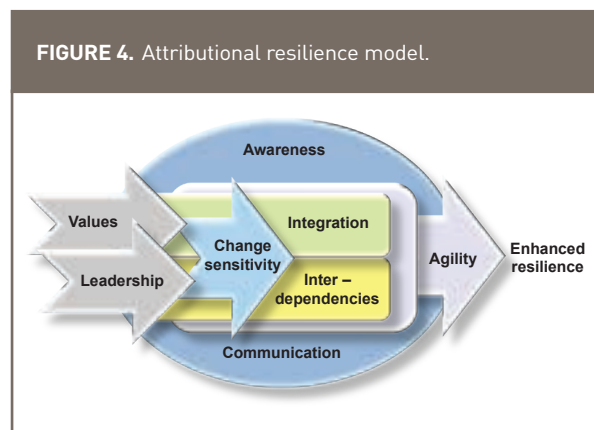 FIGURE 4. Attributional resilience model.
Awareness
Values
Integration
Change
sensitivity
Leadership
Inter –
dependencies
Agility
Enhanced
resilience
Communication